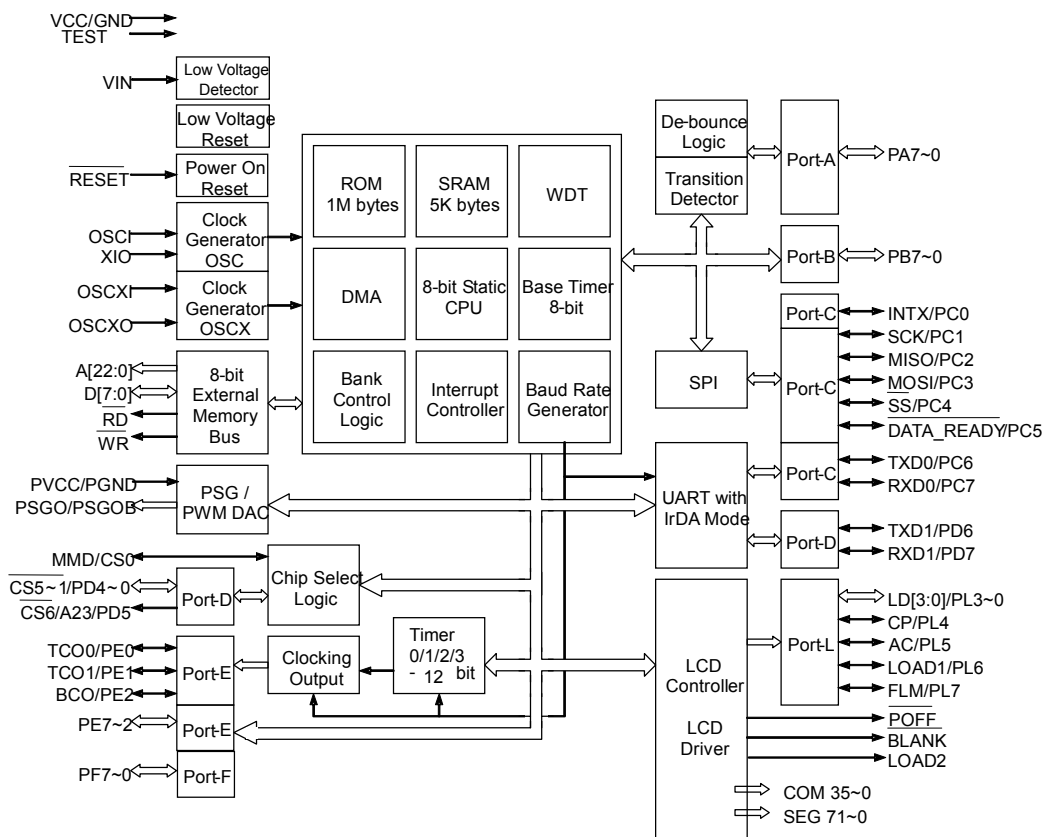 VCC/GND
TEST
VIN
Low Voltage
Detector
Low Voltage
Reset
RESET
Power On
Reset
OSCI
XIO
Clock
Generator
OSC
OSCXI
OSCXO
Clock
Generator
OSCX
A[22:0]
D[7:0]
RD
WR
8-bit
External
Memory
Bus
PVCC/PGND
PSGO/PSGOB
PSG /
PWM DAC
MMD/CS0
CS5~1/PD4~0
CS6/A23/PD5
Port-D
Chip Select
Logic
TCO0/PE0
TCO1/PE1
BCO/PE2
Port-E
Clocking
Output
Timer
0/1/2/3
- 12 bit
PE7~2
Port-E
PF7~0
Port-F
ROM
1M bytes
SRAM
5K bytes
WDT
DMA
8-bit Static
CPU
Base Timer
8-bit
Bank
Control
Logic
Interrupt
Controller
Baud Rate
Generator
De-bounce
Logic
Transition
Detector
Port-A
PA7~0
Port-B
PB7~0
SPI
Port-C
INTX/PC0
Port-C
SCK/PC1
MISO/PC2
MOSI/PC3
SS/PC4
DATA_READY/PC5
UART with
IrDA Mode
Port-C
TXD0/PC6
RXD0/PC7
Port-D
TXD1/PD6
RXD1/PD7
LCD
Controller
LCD
Driver
Port-L
LD[3:0]/PL3~0
CP/PL4
AC/PL5
LOAD1/PL6
FLM/PL7
POFF
BLANK
LOAD2
COM 35~0
SEG 71~0